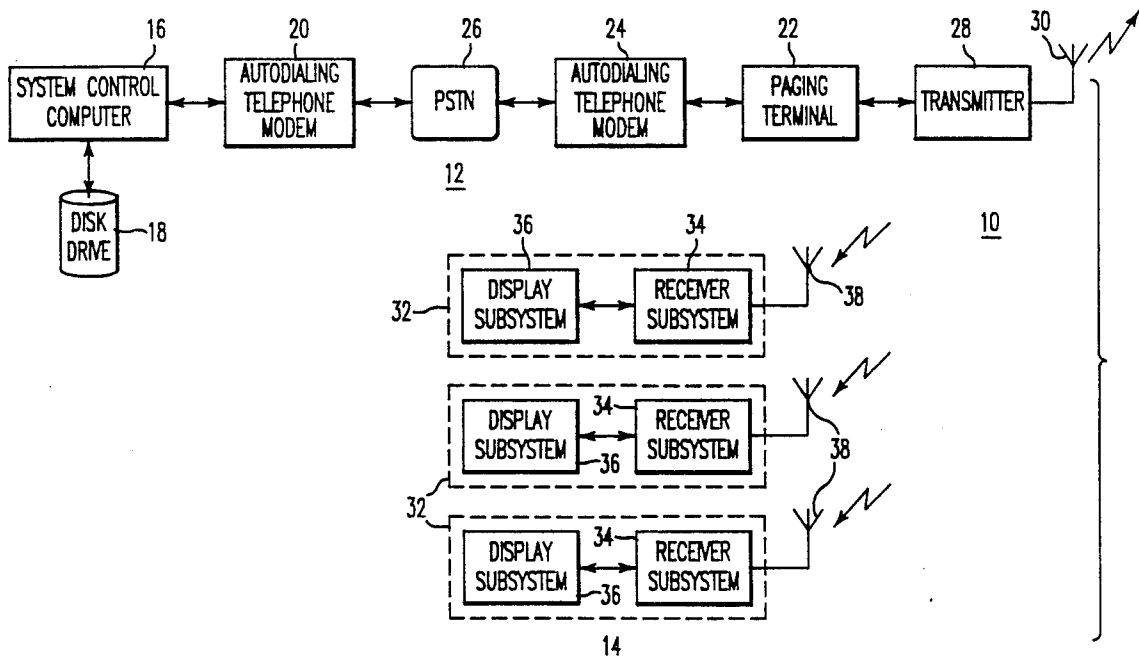 16
20
26
24
22
28
30
SYSTEM CONTROL
COMPUTER
AUTODIALING
TELEPHONE
MODEM
PSTN
AUTODIALING
TELEPHONE
MODEM
PAGING
TERMINAL
TRANSMITTER
12
DISK
DRIVE
18
10
36
34
32
DISPLAY
SUBSYSTEM
RECEIVER
SUBSYSTEM
38
DISPLAY
SUBSYSTEM
36
34
RECEIVER
SUBSYSTEM
38
32
DISPLAY
SUBSYSTEM
36
34
RECEIVER
SUBSYSTEM
14